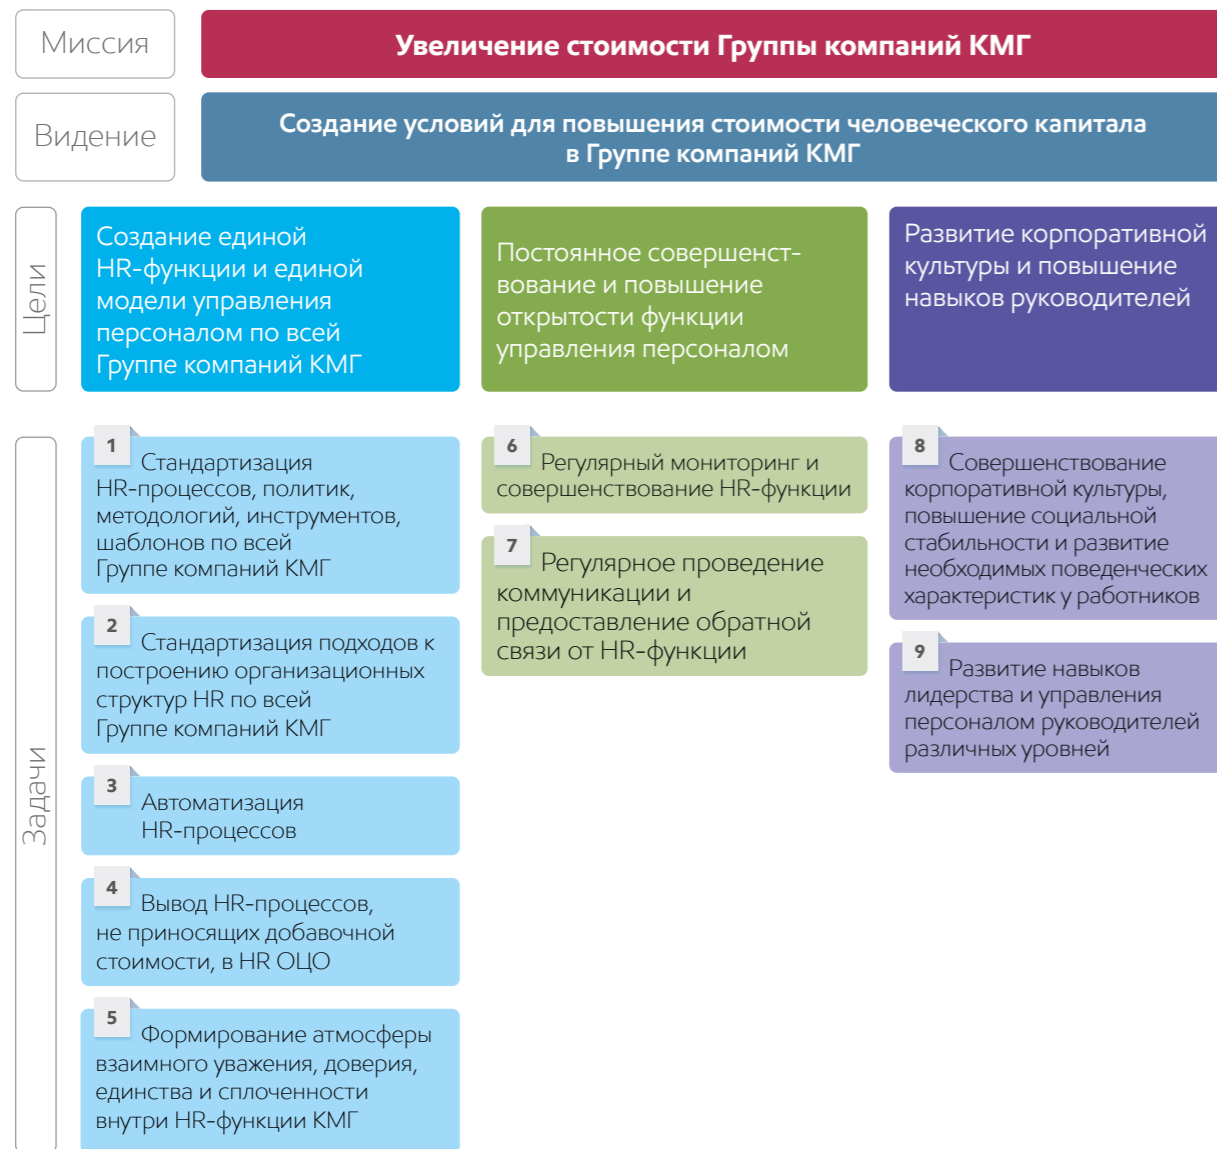 Миссия
Увеличение стоимости Группы компаний КМГ
Видение
Создание условий для повышения стоимости человеческого капитала
в Группе компаний КМГ
Цели
Создание единой
HR-функции и единой
модели управления
персоналом по всей
Группе компаний КМГ
Постоянное совершенст-
вование и повышение
открытости функции
управления персоналом
Развитие корпоративной
культуры и повышение
навыков руководителей
Задачи
1
Стандартизация
HR-процессов, политик,
методологий, инструментов,
шаблонов по всей
Группе компаний КМГ
2
Стандартизация подходов к
построению организационных
структур HR по всей
Группе компаний КМГ
3
Автоматизация
HR-процессов
4
Вывод HR-процессов,
не приносящих добавочной
стоимости, в HR ОЦО
5
Формирование атмосферы
взаимного уважения, доверия,
единства и сплоченности
внутри HR-функции КМГ
6
Регулярный мониторинг и
совершенствование HR-функции
7
Регулярное проведение
коммуникации и
предоставление обратной
связи от HR-функции
8
Совершенствование
корпоративной культуры,
повышение социальной
стабильности и развитие
необходимых поведенческих
характеристик у работников
9
Развитие навыков
лидерства и управления
персоналом руководителей
различных уровней